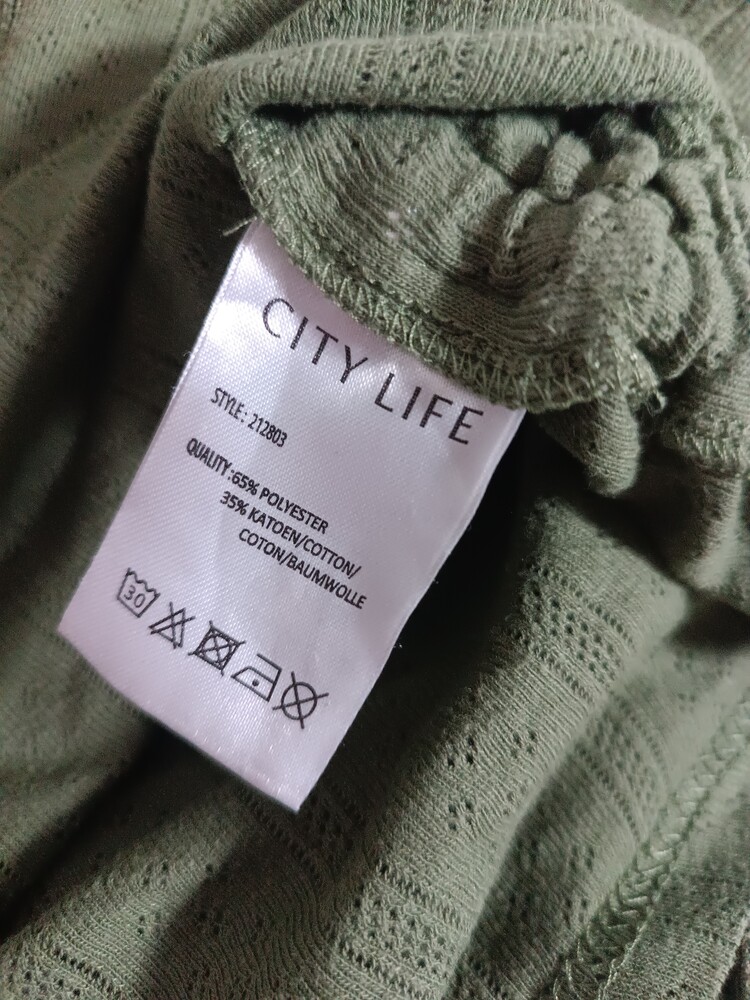 CITY LIFE
STYLE: 212803
QUALITY:65% POLYESTER
35% KATOEN/COTTON/
COTON/BAUMWOLLE
30